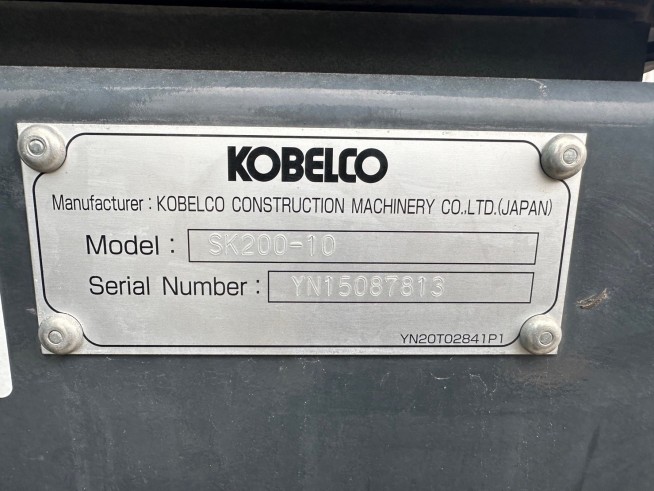 KOBELCO
Manufacturer : KOBELCO CONSTRUCTION MACHINERY CO.,LTD.(JAPAN)
Model : SK200-10
Serial Number : YN15087813
YN20T02841P1